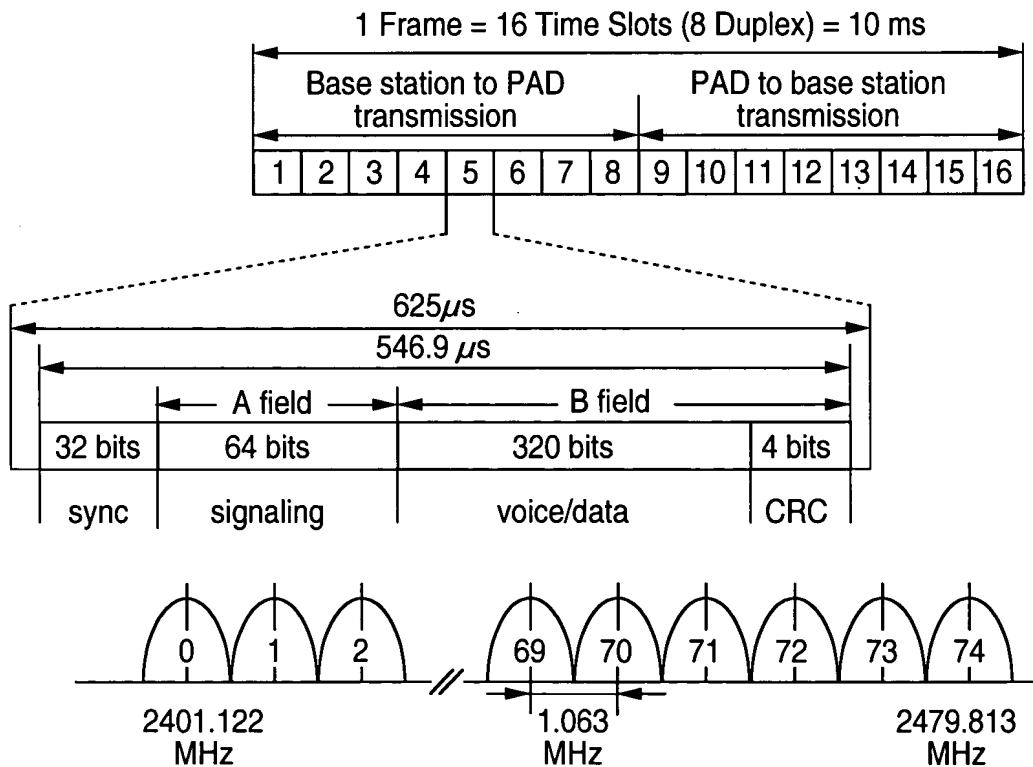 1 Frame = 16 Time Slots (8 Duplex) = 10 ms
Base station to PAD transmission
PAD to base station transmission
1 2 3 4 5 6 7 8 9 10 11 12 13 14 15 16
625μs
546.9 μs
A field B field
32 bits 64 bits 320 bits 4 bits
sync signaling voice/data CRC
0 1 2 69 70 71 72 73 74
2401.122 MHz
1.063 MHz
2479.813 MHz